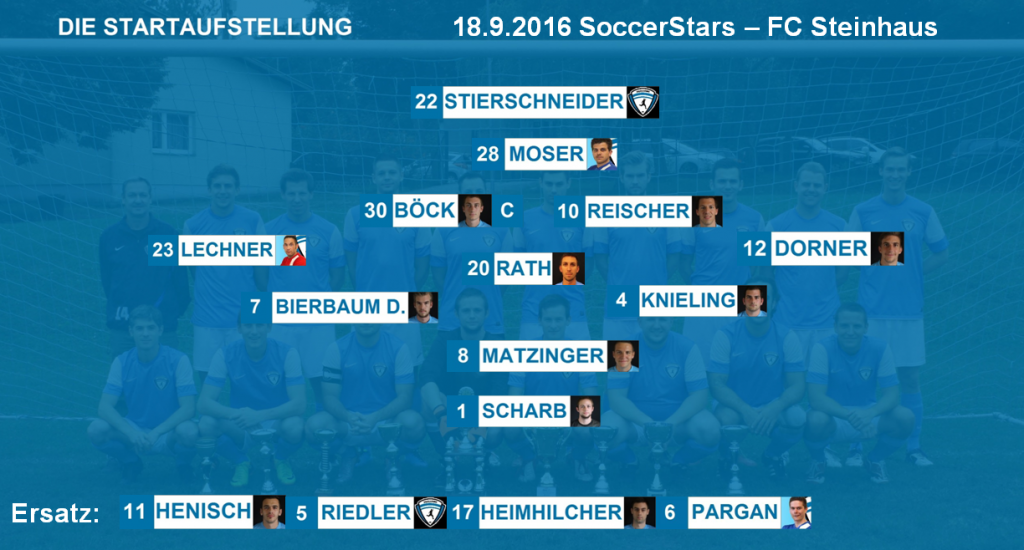 DIE STARTAUFSTELLUNG 18.9.2016 SoccerStars – FC Steinhaus
22 STIERSCHNEIDER
28 MOSER
30 BÖCK C 10 REISCHER
23 LECHNER 12 DORNER
20 RATH
7 BIERBAUM D. 4 KNIELING
8 MATZINGER
1 SCHARB
Ersatz: 11 HENISCH 5 RIEDLER 17 HEIMHILCHER 6 PARGAN